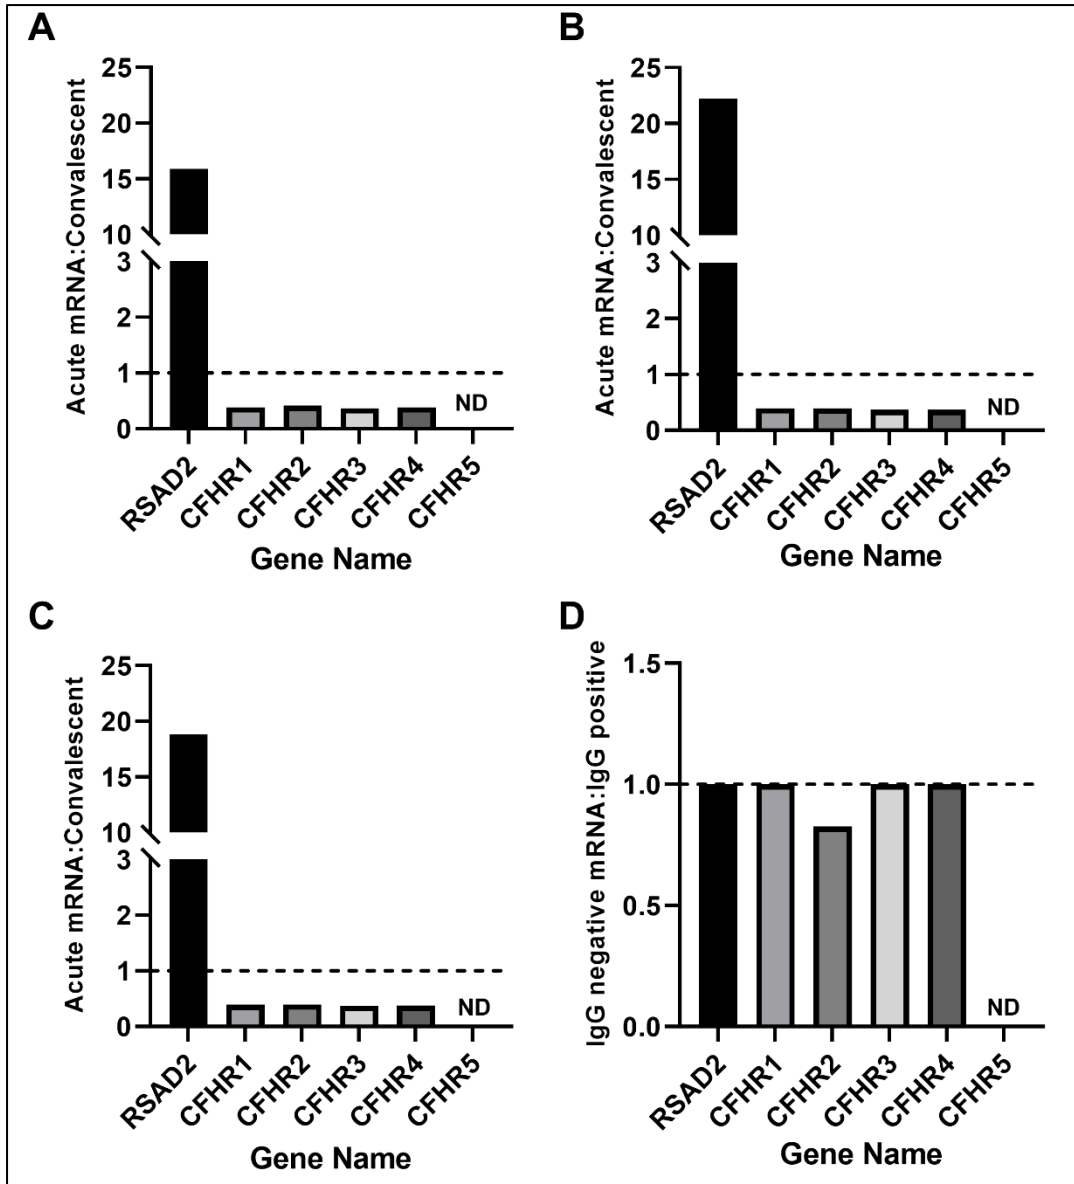 A
Acute mRNA:Convalescent
25
20
15
10
3
2
1
0
ND
RSAD2
CFHR1
CFHR2
CFHR3
CFHR4
CFHR5
Gene Name
B
Acute mRNA:Convalescent
25
20
15
10
3
2
1
0
ND
RSAD2
CFHR1
CFHR2
CFHR3
CFHR4
CFHR5
Gene Name
C
Acute mRNA:Convalescent
25
20
15
10
3
2
1
0
ND
RSAD2
CFHR1
CFHR2
CFHR3
CFHR4
CFHR5
Gene Name
D
IgG negative mRNA:IgG positive
1.5
1.0
0.5
0.0
ND
RSAD2
CFHR1
CFHR2
CFHR3
CFHR4
CFHR5
Gene Name